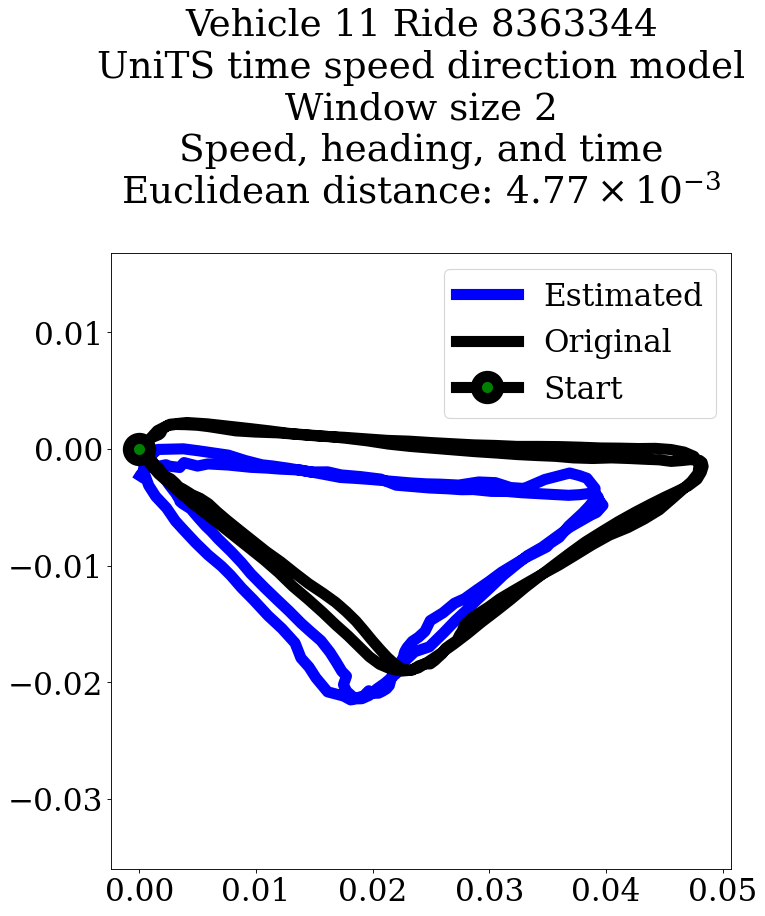 Vehicle 11 Ride 8363344
UniTS time speed direction model
Window size 2
Speed, heading, and time
Euclidean distance: 4.77 × 10⁻³
Estimated
Original
Start
0.01
0.00
−0.01
−0.02
−0.03
0.00 0.01 0.02 0.03 0.04 0.05